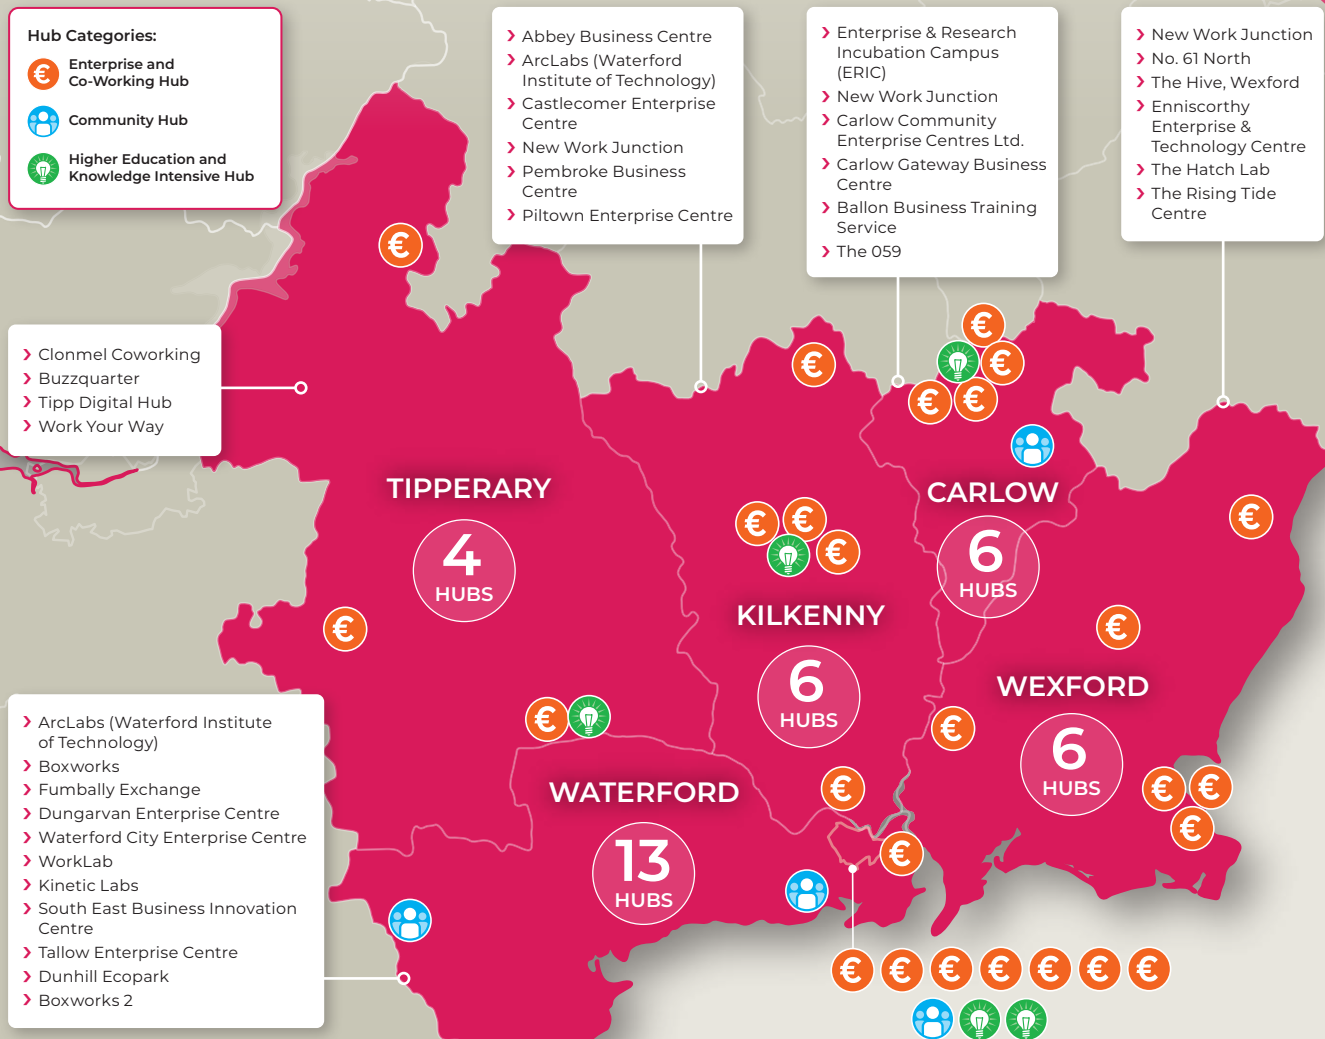 Hub Categories:
Enterprise and
Co-Working Hub
Community Hub
Higher Education and
Knowledge Intensive Hub
Abbey Business Centre
ArcLabs (Waterford
Institute of Technology)
Castlecomer Enterprise
Centre
New Work Junction
Pembroke Business
Centre
Piltown Enterprise Centre
Enterprise & Research
Incubation Campus
(ERIC)
New Work Junction
Carlow Community
Enterprise Centres Ltd.
Carlow Gateway Business
Centre
Ballon Business Training
Service
The 059
New Work Junction
No. 61 North
The Hive, Wexford
Enniscorthy
Enterprise &
Technology Centre
The Hatch Lab
The Rising Tide
Centre
Clonmel Coworking
Buzzquarter
Tipp Digital Hub
Work Your Way
TIPPERARY
4
HUBS
CARLOW
6
HUBS
KILKENNY
6
HUBS
WEXFORD
6
HUBS
WATERFORD
13
HUBS
ArcLabs (Waterford Institute
of Technology)
Boxworks
Fumbally Exchange
Dungarvan Enterprise Centre
Waterford City Enterprise Centre
WorkLab
Kinetic Labs
South East Business Innovation
Centre
Tallow Enterprise Centre
Dunhill Ecopark
Boxworks 2